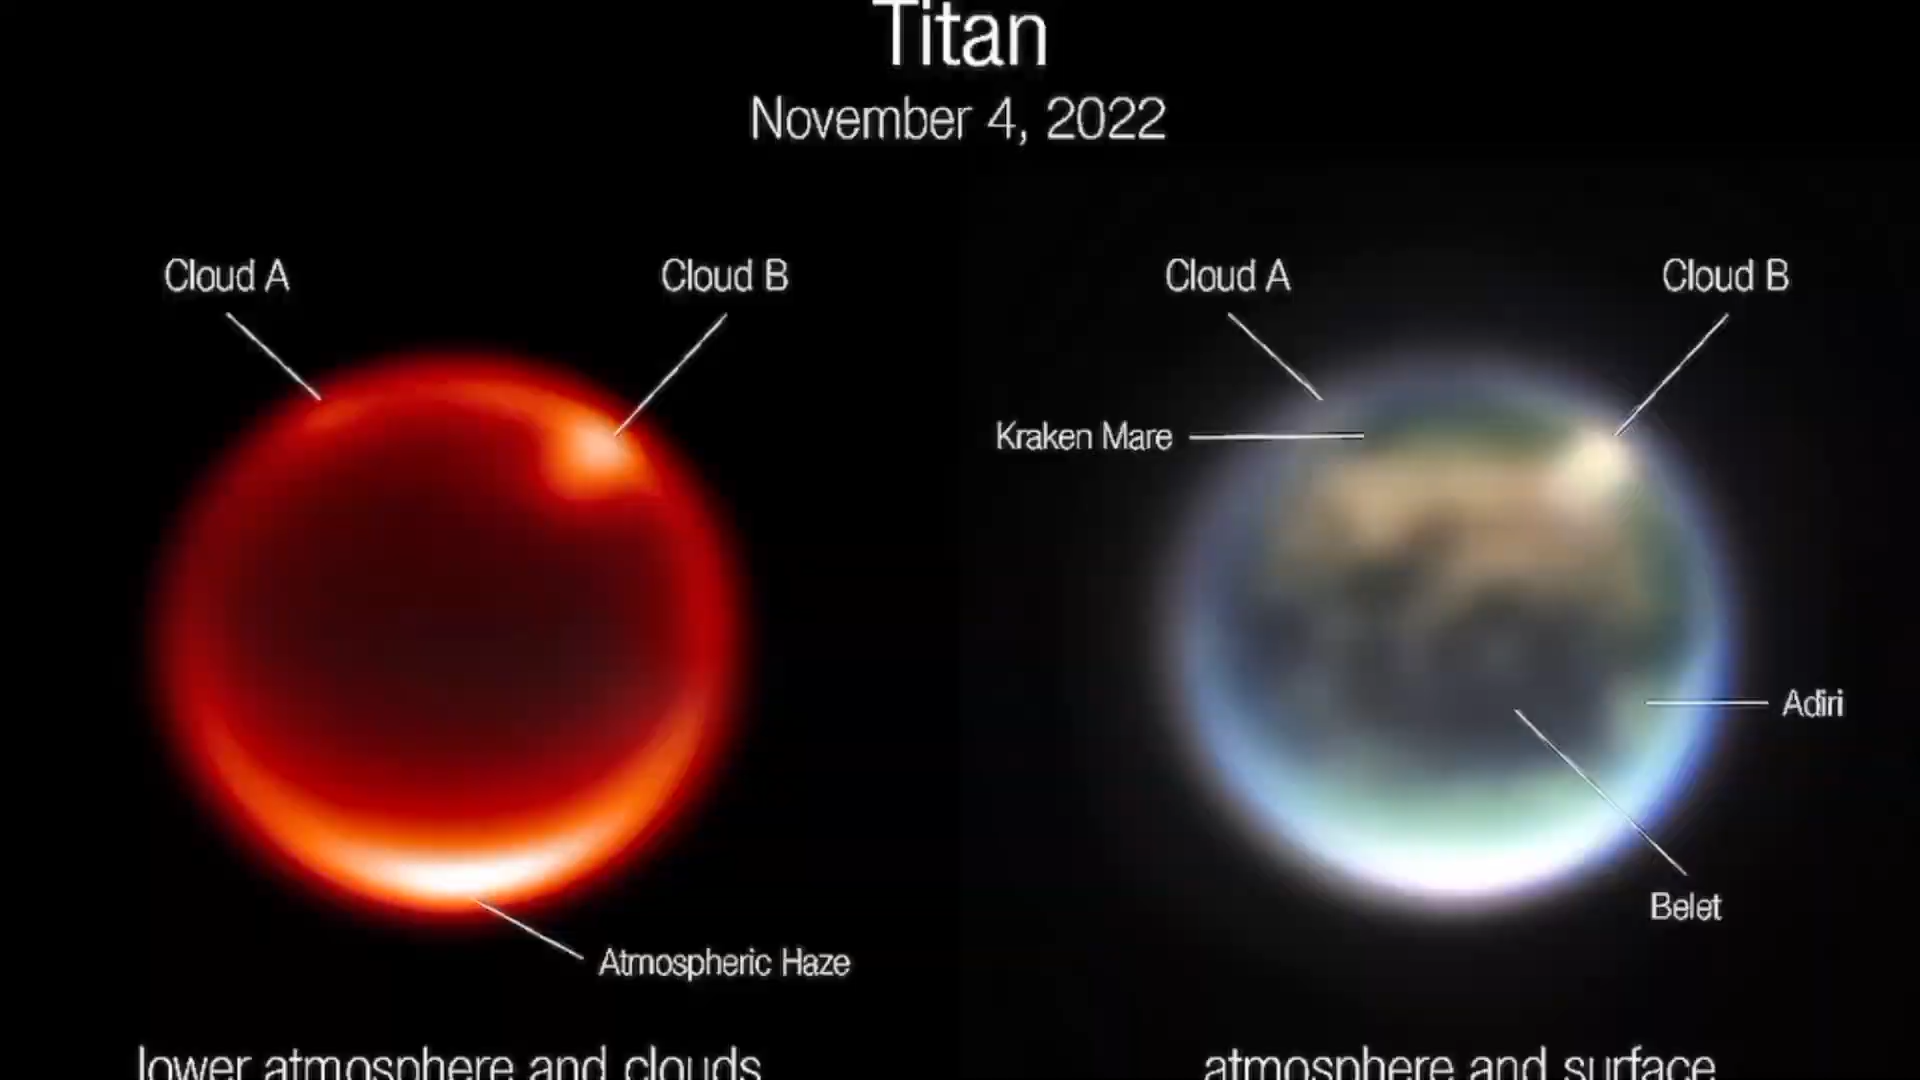 Titan
November 4, 2022
Cloud A
Cloud B
Cloud A
Cloud B
Kraken Mare
Adiri
Belet
Atmospheric Haze
lower atmosphere and clouds
atmosphere and surface